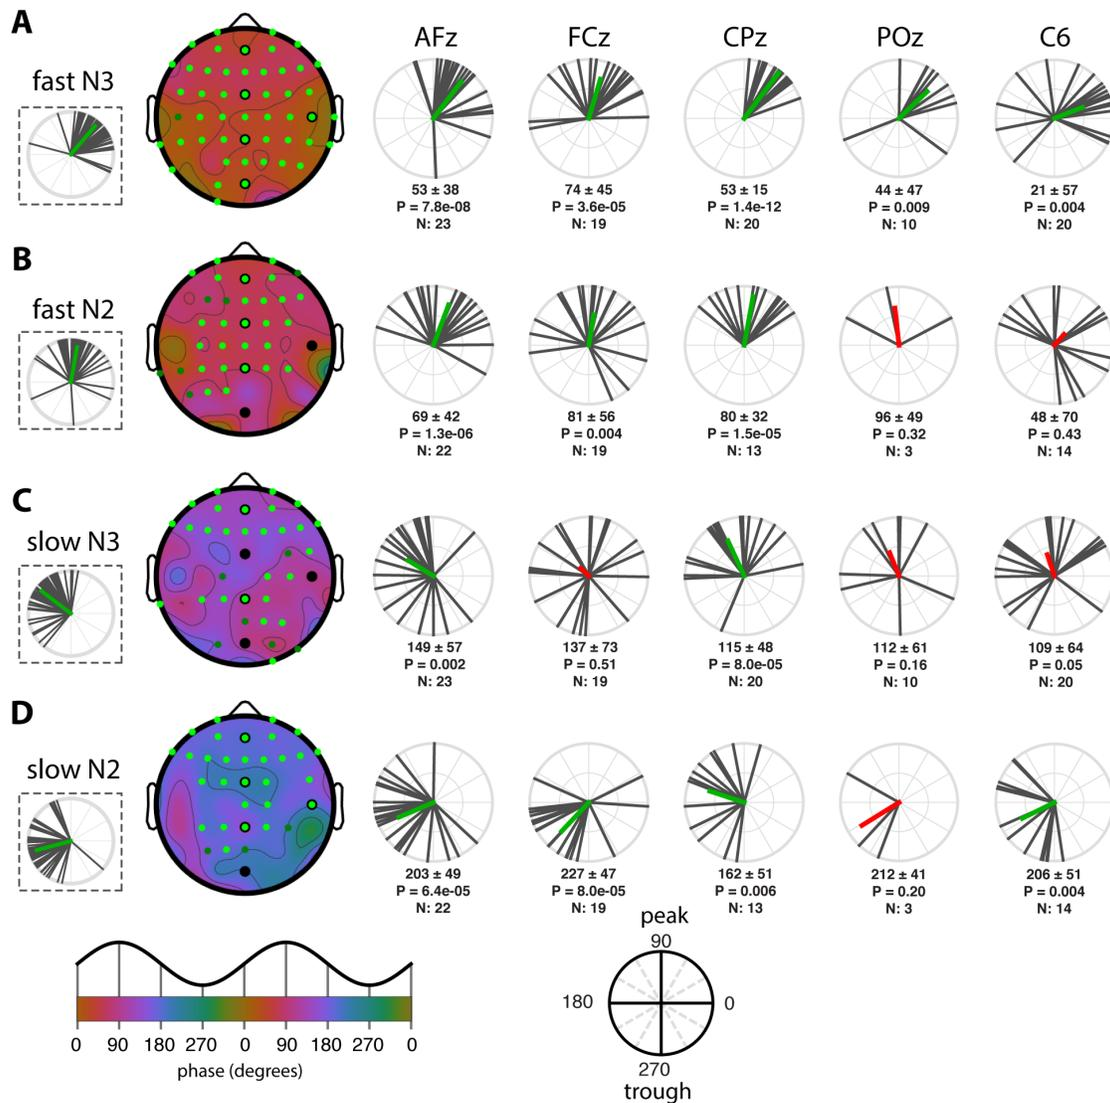 A
AFz FCz CPz POz C6
fast N3
53 ± 38 74 ± 45 53 ± 15 44 ± 47 21 ± 57
P = 7.8e-08 P = 3.6e-05 P = 1.4e-12 P = 0.009 P = 0.004
N: 23 N: 19 N: 20 N: 10 N: 20
B
fast N2
69 ± 42 81 ± 56 80 ± 32 96 ± 49 48 ± 70
P = 1.3e-06 P = 0.004 P = 1.5e-05 P = 0.32 P = 0.43
N: 22 N: 19 N: 13 N: 3 N: 14
C
slow N3
149 ± 57 137 ± 73 115 ± 48 112 ± 61 109 ± 64
P = 0.002 P = 0.51 P = 8.0e-05 P = 0.16 P = 0.05
N: 23 N: 19 N: 20 N: 10 N: 20
D
slow N2
203 ± 49 227 ± 47 162 ± 51 212 ± 41 206 ± 51
P = 6.4e-05 P = 8.0e-05 P = 0.006 P = 0.20 P = 0.004
N: 22 N: 19 N: 13 N: 3 N: 14
peak
90
180 0
270
trough
0 90 180 270 0 90 180 270 0
phase (degrees)